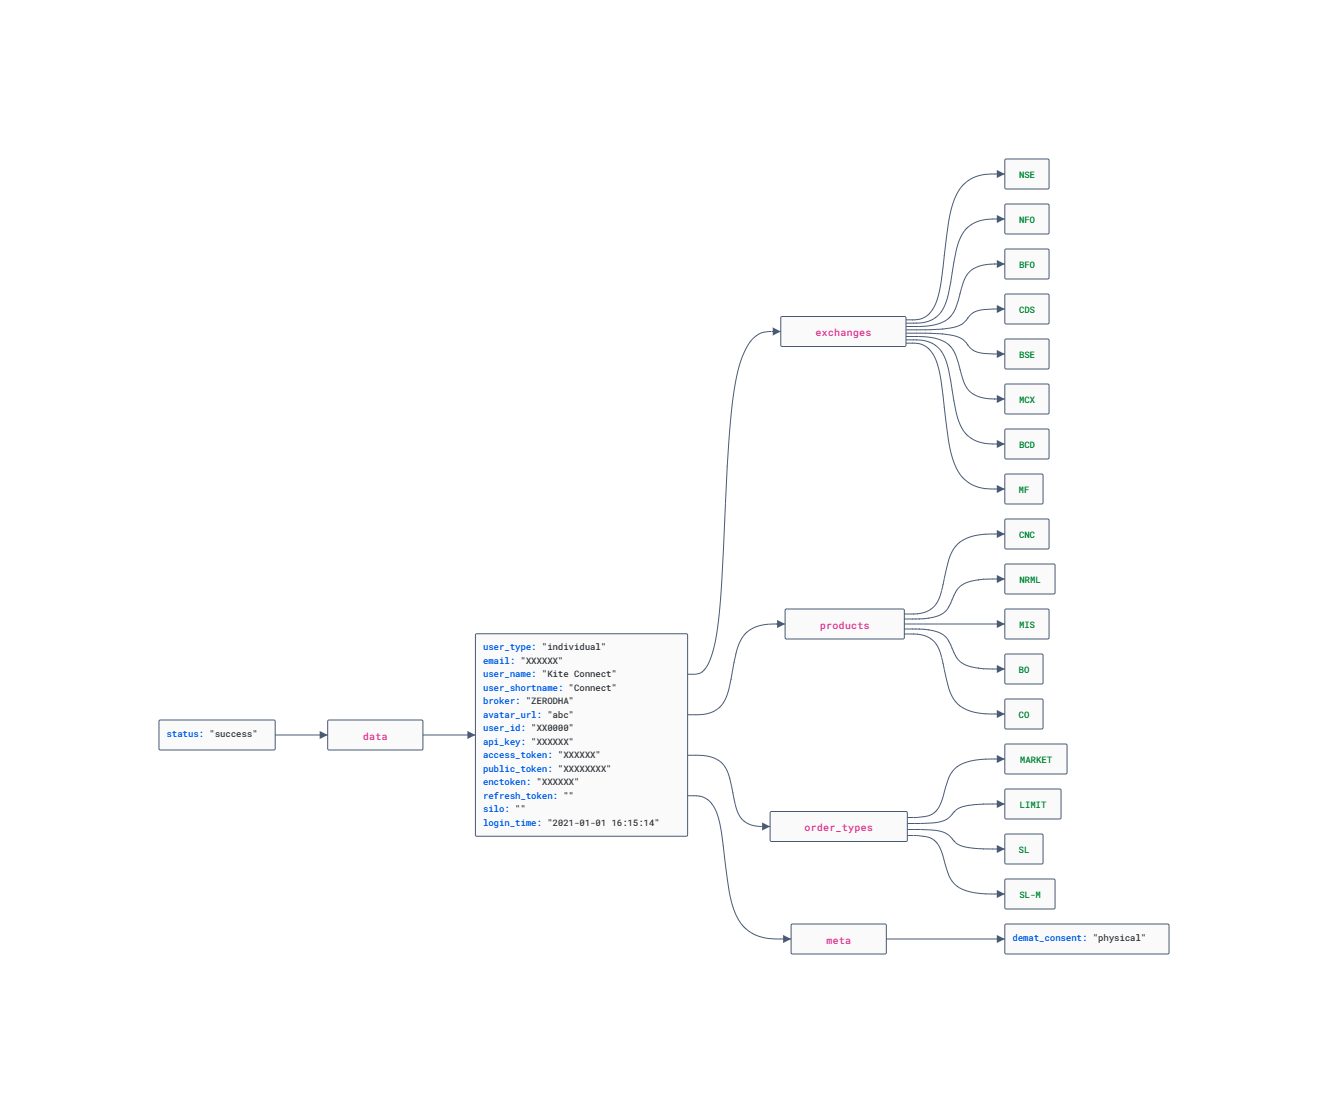 status: "success"
data
user_type: "individual"
email: "XXXXXX"
user_name: "Kite Connect"
user_shortname: "Connect"
broker: "ZERODHA"
avatar_url: "abc"
user_id: "XX0000"
api_key: "XXXXXX"
access_token: "XXXXXX"
public_token: "XXXXXXXX"
enctoken: "XXXXXX"
refresh_token: ""
silo: ""
login_time: "2021-01-01 16:15:14"
exchanges
NSE
NFO
BFO
CDS
BSE
MCX
BCD
MF
products
CNC
NRML
MIS
BO
CO
order_types
MARKET
LIMIT
SL
SL-M
meta
demat_consent: "physical"